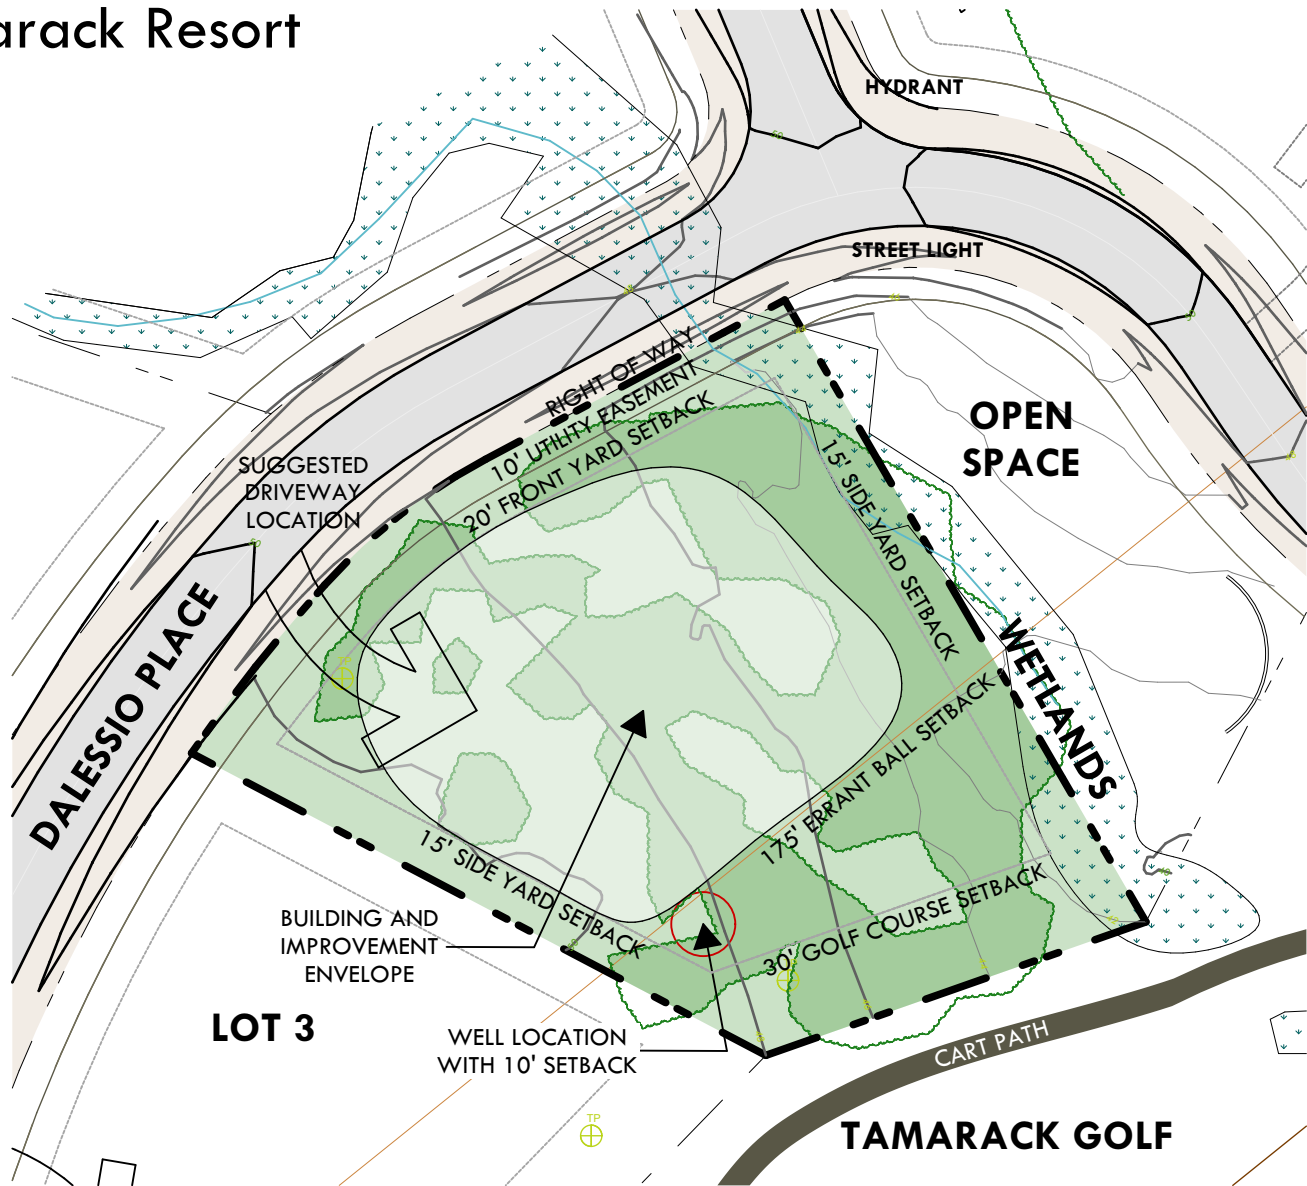 arack Resort
HYDRANT
STREET LIGHT
RIGHT OF WAY
10' UTILITY EASEMENT
20' FRONT YARD SETBACK
OPEN
SPACE
15' SIDE YARD SETBACK
SUGGESTED
DRIVEWAY
LOCATION
DALESSIO PLACE
WETLANDS
175' ERRANT BALL SETBACK
15' SIDE YARD SETBACK
30' GOLF COURSE SETBACK
BUILDING AND
IMPROVEMENT
ENVELOPE
LOT 3
WELL LOCATION
WITH 10' SETBACK
CART PATH
TP
TAMARACK GOLF